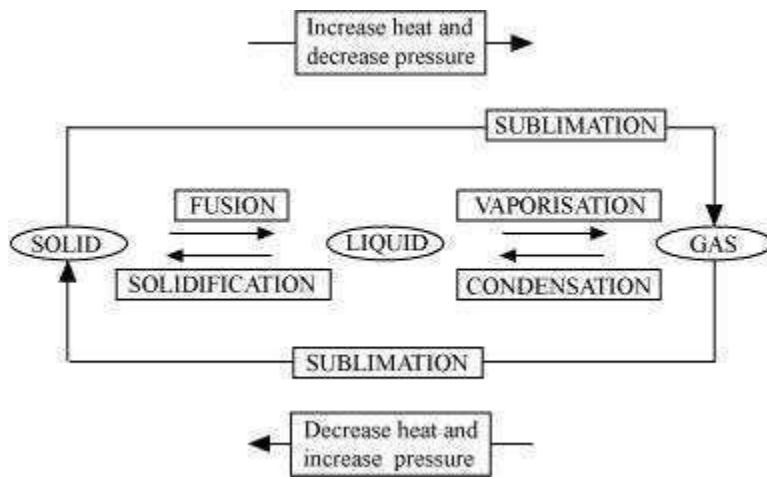 Increase heat and
decrease pressure
SUBLIMATION
FUSION
VAPORISATION
SOLID
LIQUID
GAS
SOLIDIFICATION
CONDENSATION
SUBLIMATION
Decrease heat and
increase pressure